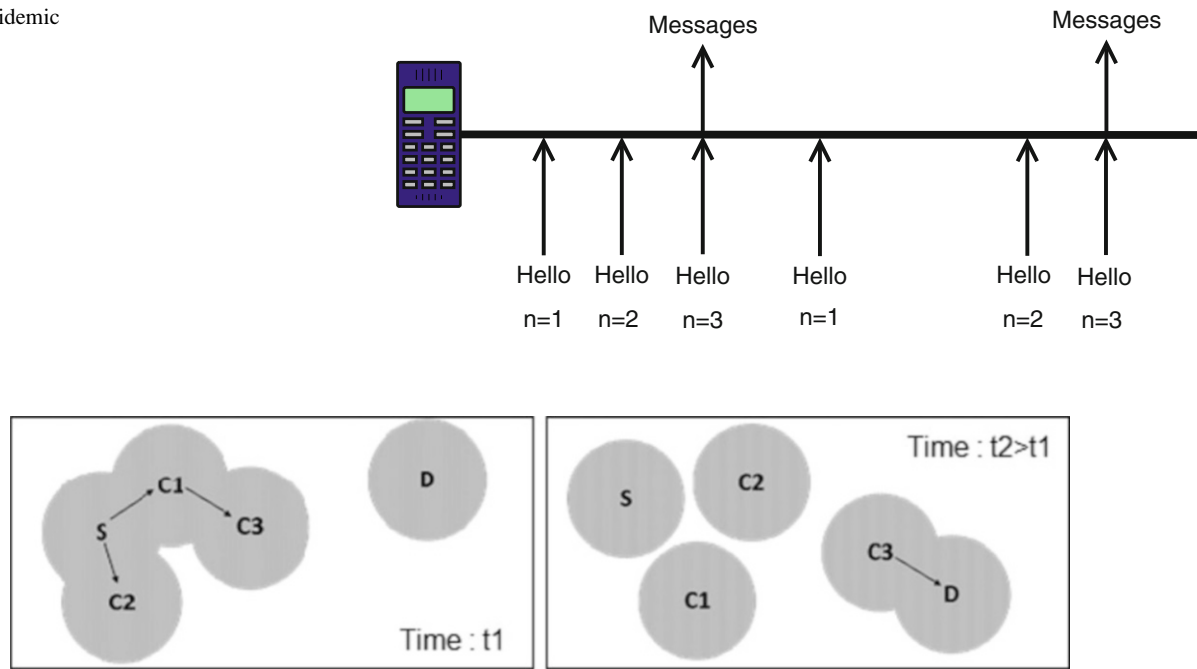 Messages
Messages
Hello Hello Hello Hello Hello Hello
n=1 n=2 n=3 n=1 n=2 n=3
C1
S
C3
C2
D
Time : t1
Time : t2>t1
S
C2
C3
C1
D